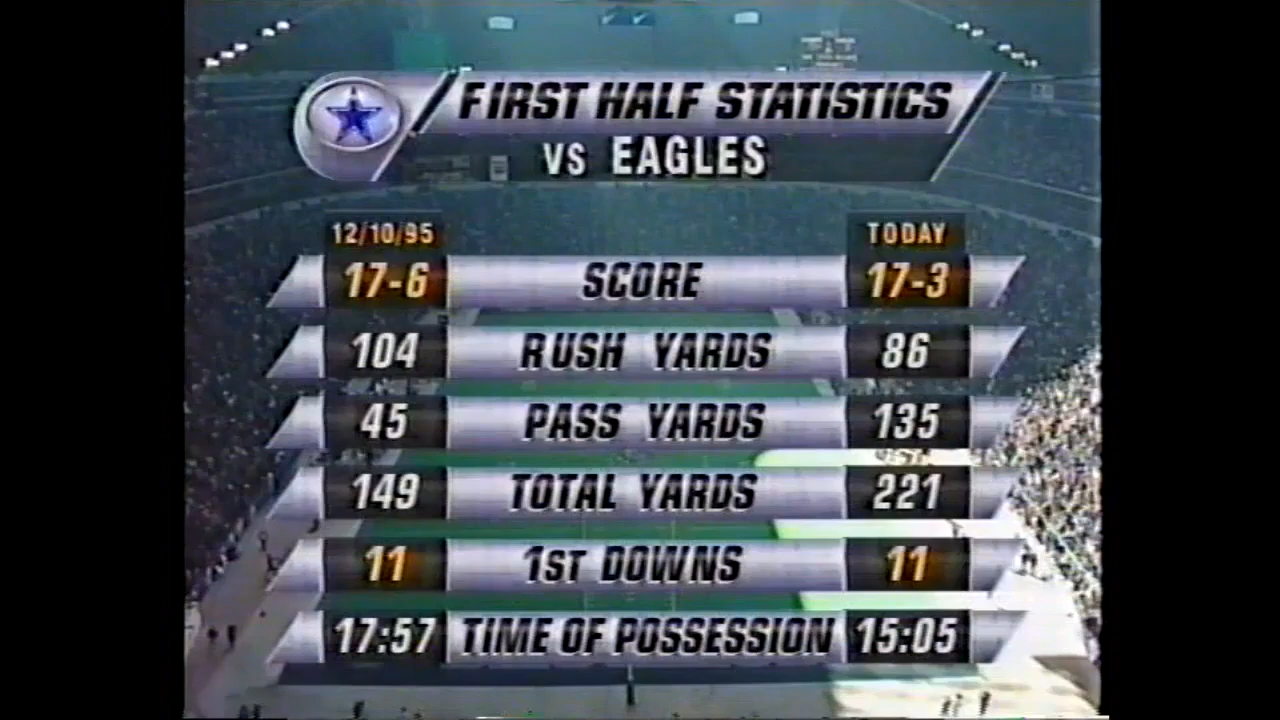 FIRST HALF STATISTICS
VS EAGLES
12/10/95 TODAY
17-6 SCORE 17-3
104 RUSH YARDS 86
45 PASS YARDS 135
149 TOTAL YARDS 221
11 1ST DOWNS 11
17:57 TIME OF POSSESSION 15:05